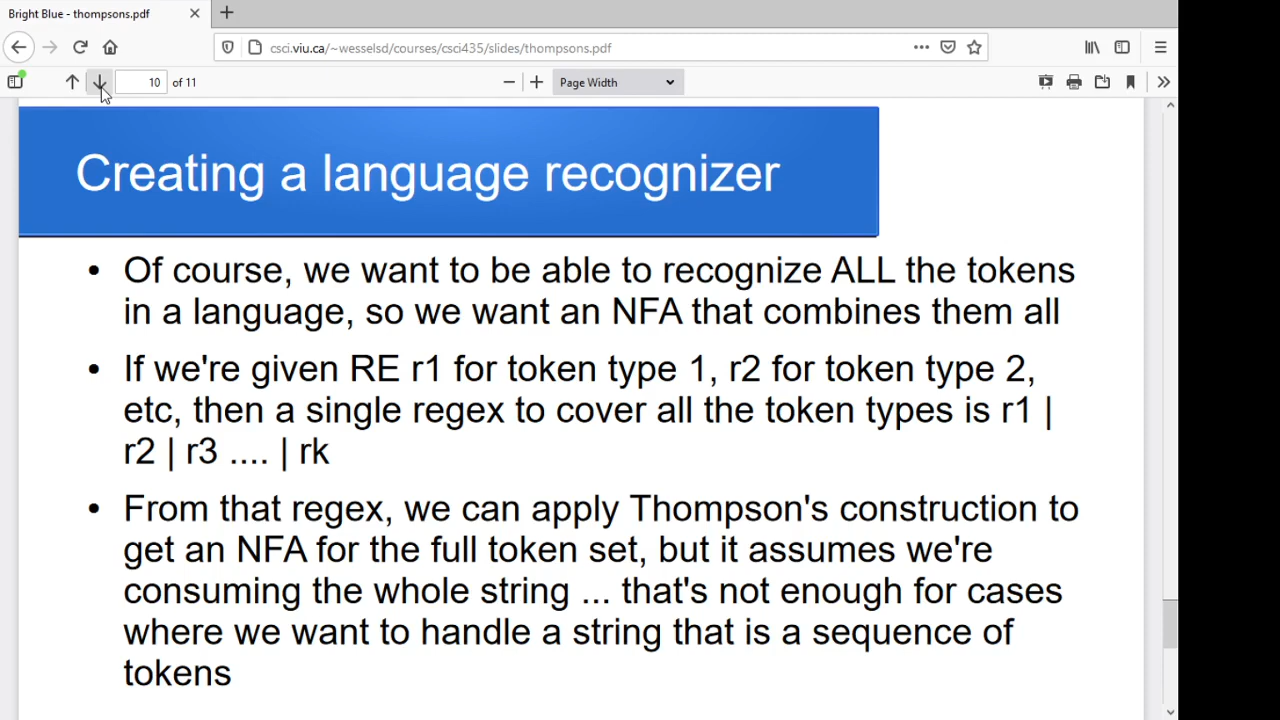 Bright Blue - thompsons.pdf
csci.viu.ca/~wesselsd/courses/csci435/slides/thompsons.pdf
10 of 11
Page Width
Creating a language recognizer
• Of course, we want to be able to recognize ALL the tokens
in a language, so we want an NFA that combines them all
• If we're given RE r1 for token type 1, r2 for token type 2,
etc, then a single regex to cover all the token types is r1 |
r2 | r3 .... | rk
• From that regex, we can apply Thompson's construction to
get an NFA for the full token set, but it assumes we're
consuming the whole string ... that's not enough for cases
where we want to handle a string that is a sequence of
tokens